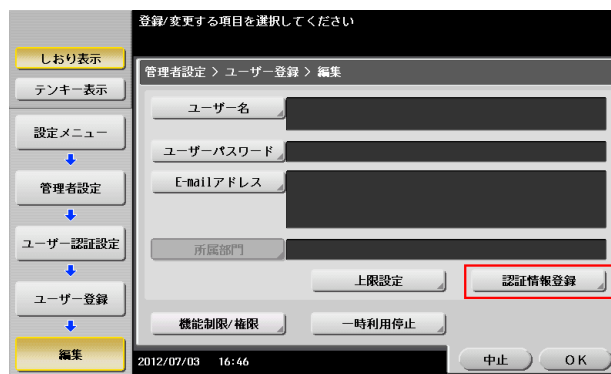 登録/変更する項目を選択してください
しおり表示
テンキー表示
設定メニュー
管理者設定
ユーザー認証設定
ユーザー登録
編集
管理者設定 > ユーザー登録 > 編集
ユーザー名
ユーザーパスワード
E-mailアドレス
所属部門
上限設定
認証情報登録
機能制限/権限
一時利用停止
2012/07/03 16:46
中止
OK